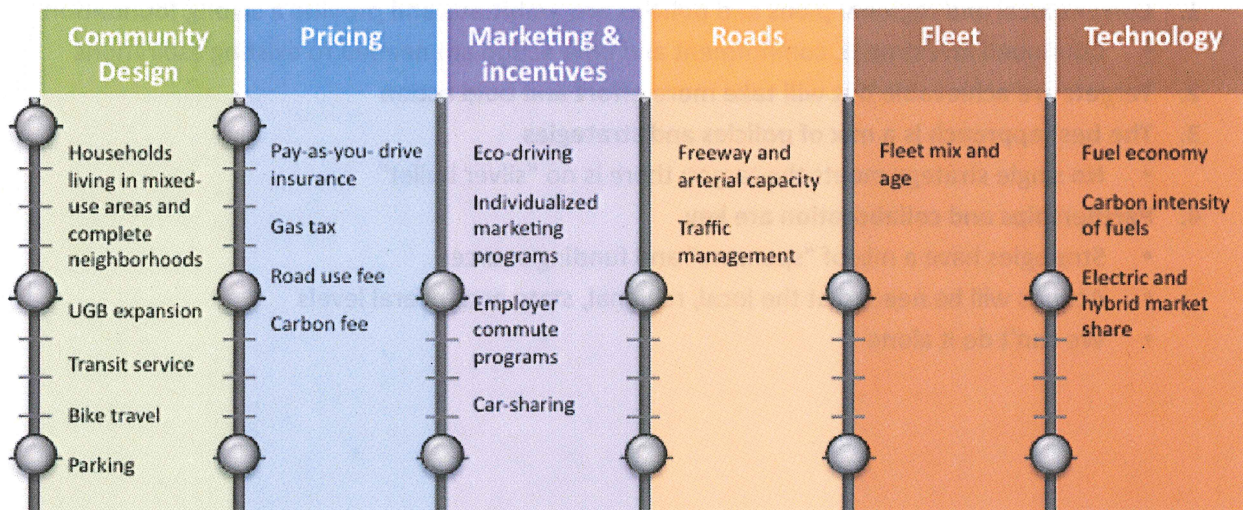 Community
Design
Households
living in mixed-
use areas and
complete
neighborhoods
UGB expansion
Transit service
Bike travel
Parking
Pricing
Pay-as-you- drive
insurance
Gas tax
Road use fee
Carbon fee
Marketing &
incentives
Eco-driving
Individualized
marketing
programs
Employer
commute
programs
Car-sharing
Roads
Freeway and
arterial capacity
Traffic
management
Fleet
Fleet mix and
age
Technology
Fuel economy
Carbon intensity
of fuels
Electric and
hybrid market
share